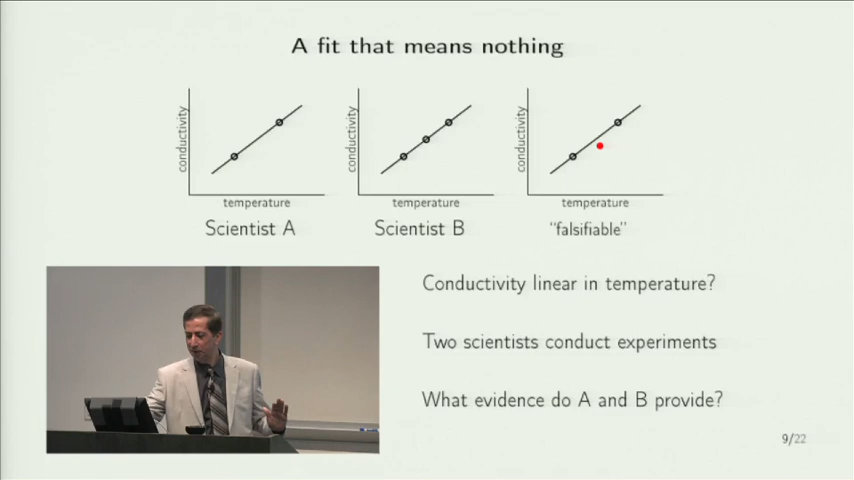 A fit that means nothing
conductivity
temperature
Scientist A
conductivity
temperature
Scientist B
conductivity
temperature
“falsifiable”
Conductivity linear in temperature?
Two scientists conduct experiments
What evidence do A and B provide?
9/22